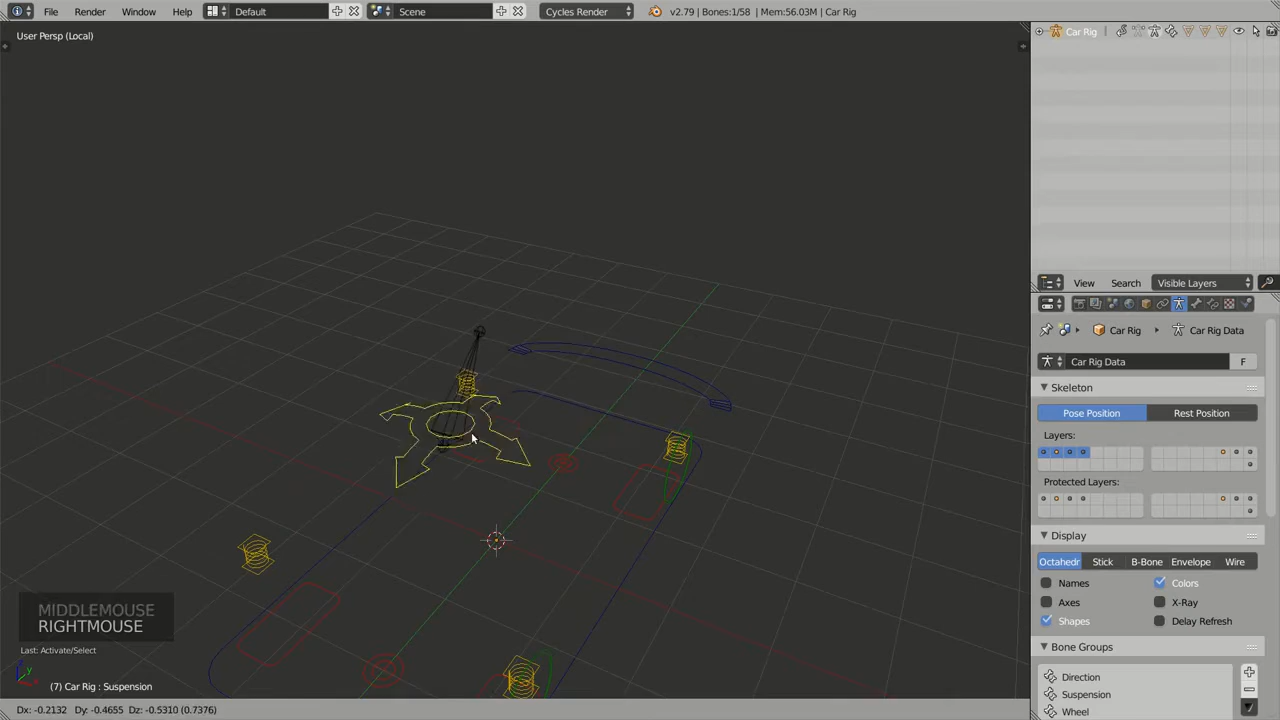 File Render Window Help Default Scene Cycles Render v2.79 | Bones:1/58 | Mem:56.03M | Car Rig
User Persp (Local)
Car Rig
View Search Visible Layers
Car Rig Car Rig Data
Car Rig Data F
Skeleton
Pose Position Rest Position
Layers:
Protected Layers:
Display
Octahedr Stick B-Bone Envelope Wire
Names Colors
Axes X-Ray
Shapes Delay Refresh
Bone Groups
Direction
Suspension
Wheel
MIDDLEMOUSE
RIGHTMOUSE
Last: Activate/Select
(7) Car Rig : Suspension
Dx: -0.2132 Dy: -0.4655 Dz: -0.5310 (0.7376)